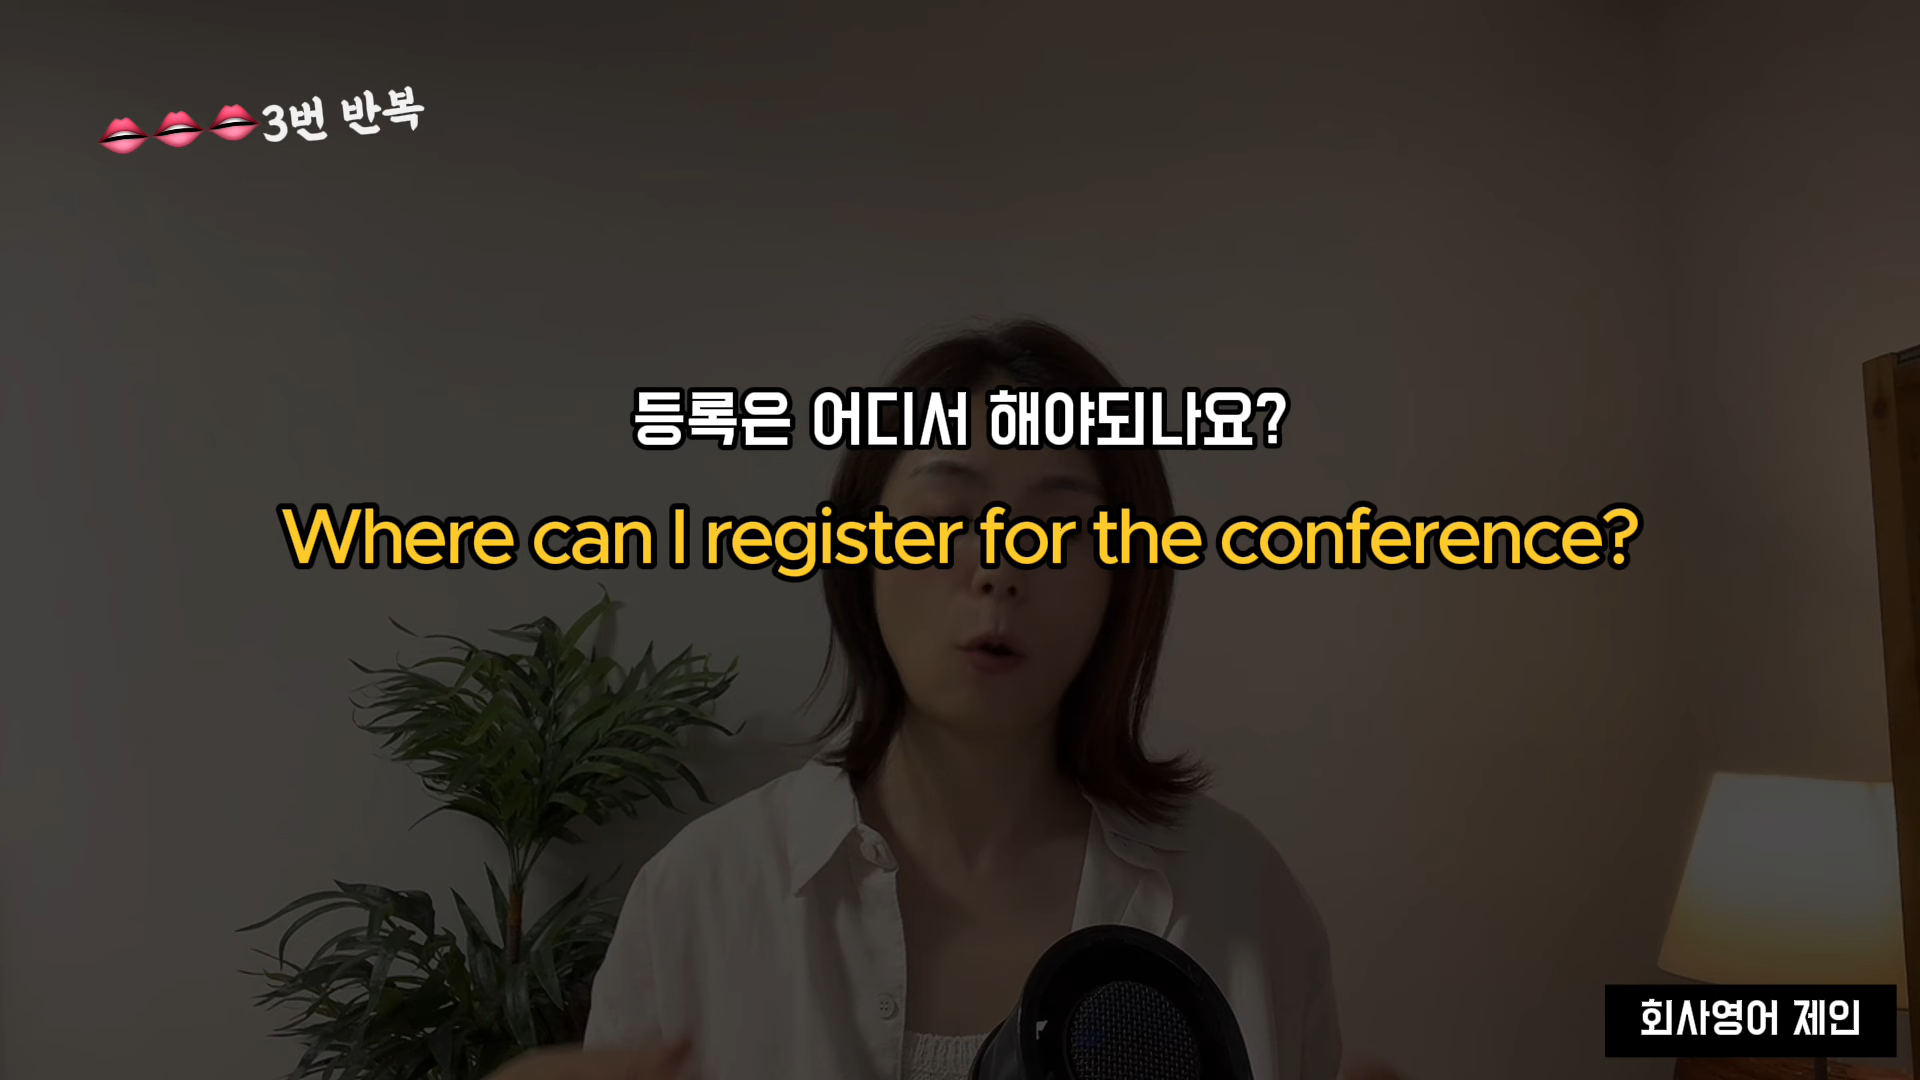 3번 반복
등록은 어디서 해야되나요?
Where can I register for the conference?
회사영어 제인